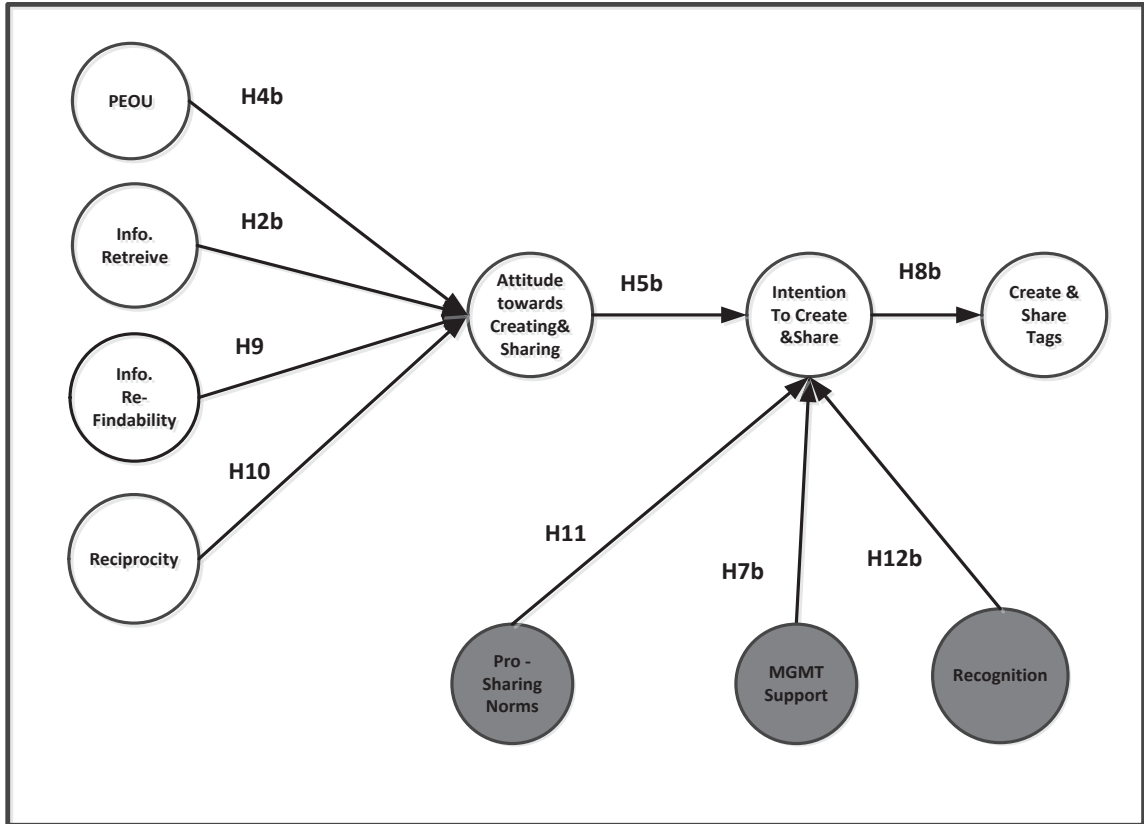 PEOU
H4b
Info.
Retreive
H2b
Info.
Re-
Findability
H9
Reciprocity
H10
Attitude
towards
Creating&
Sharing
H5b
Intention
To Create
&Share
H8b
Create &
Share
Tags
H11
H7b
H12b
Pro -
Sharing
Norms
MGMT
Support
Recognition